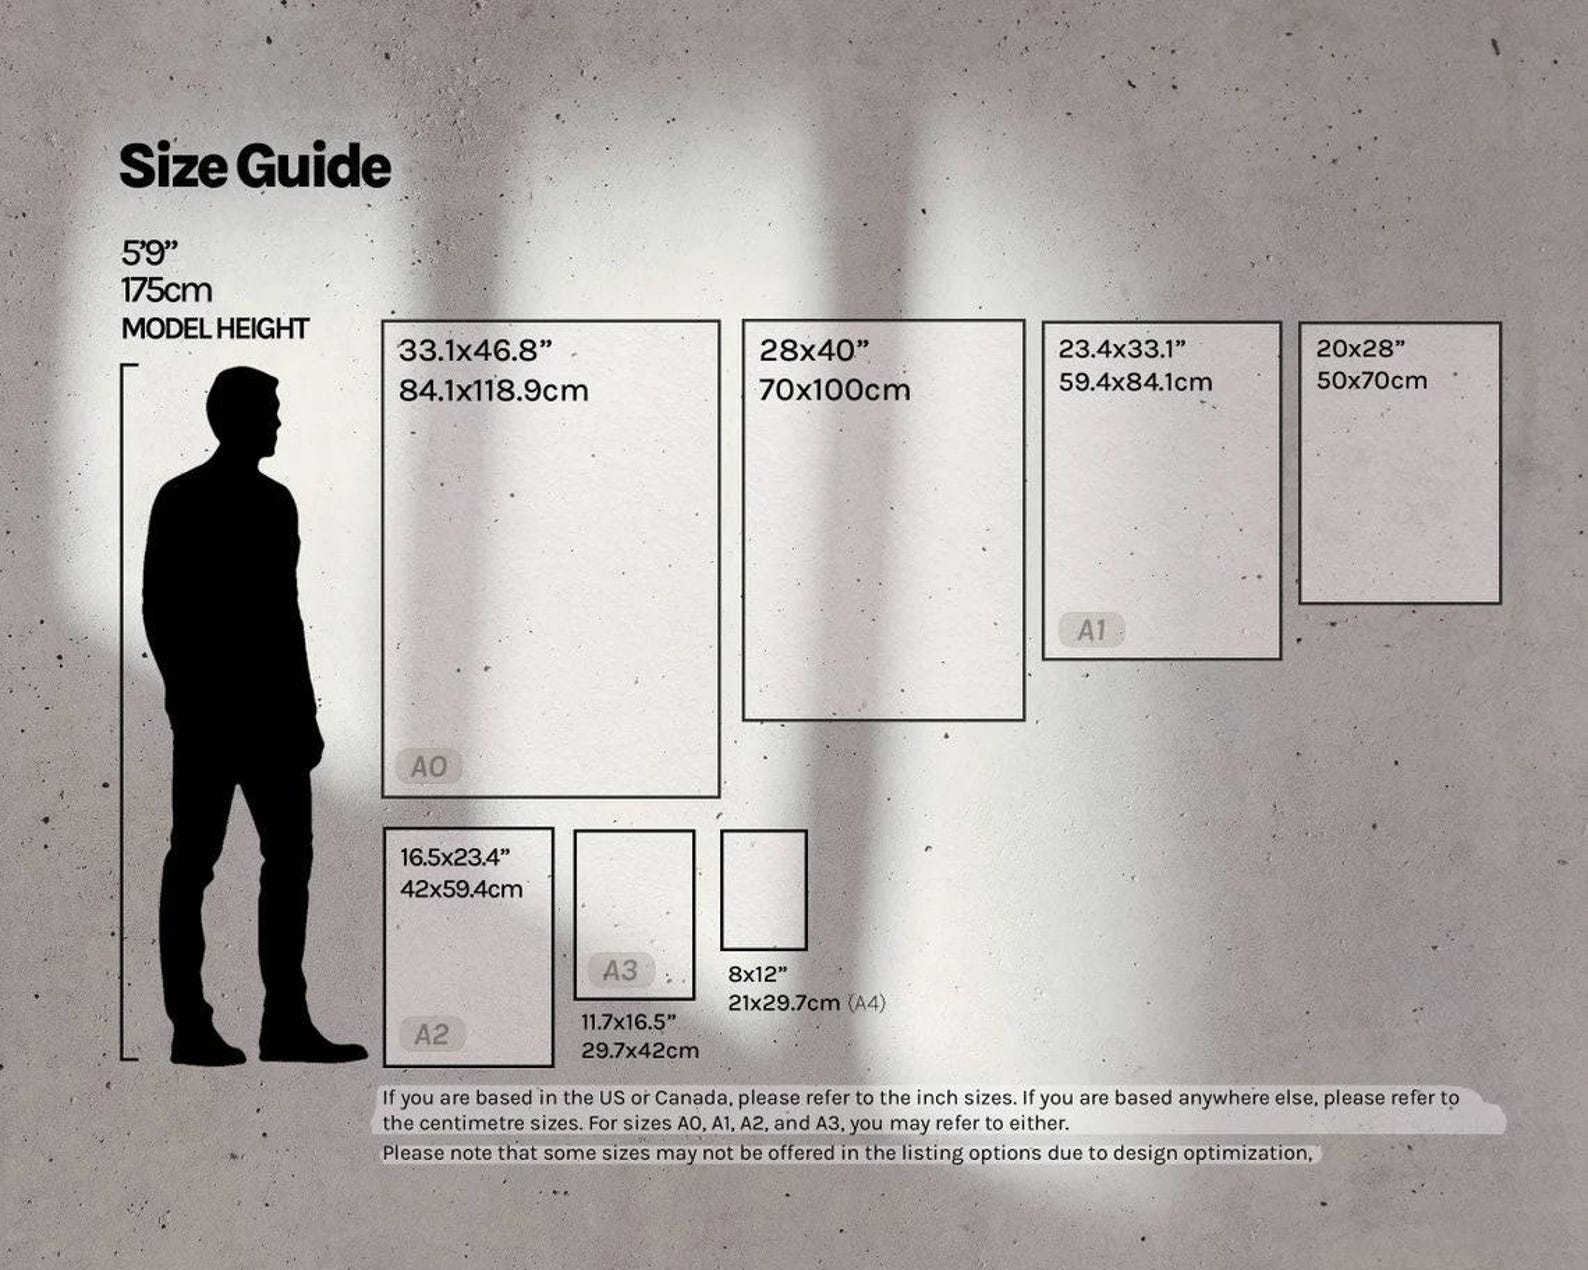 Size Guide
5'9"
175cm
MODEL HEIGHT
33.1x46.8”
84.1x118.9cm
A0
28x40”
70x100cm
23.4x33.1”
59.4x84.1cm
A1
20x28”
50x70cm
16.5x23.4”
42x59.4cm
A2
A3
11.7x16.5”
29.7x42cm
8x12”
21x29.7cm (A4)
If you are based in the US or Canada, please refer to the inch sizes. If you are based anywhere else, please refer to
the centimetre sizes. For sizes A0, A1, A2, and A3, you may refer to either.
Please note that some sizes may not be offered in the listing options due to design optimization,